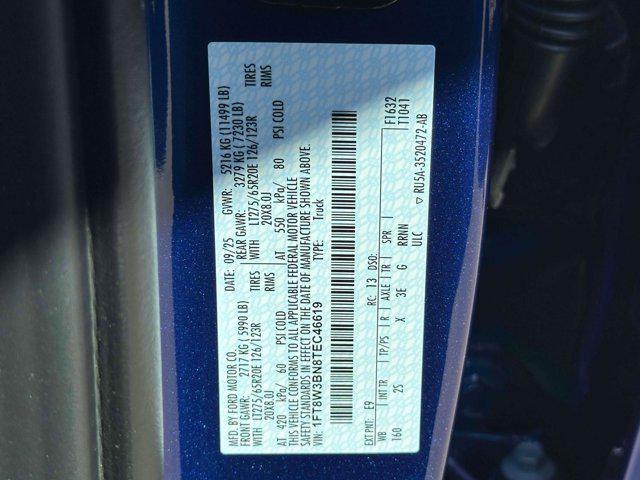 MFD. BY FORD MOTOR CO. 09/25 GVWR: 5216 KG (11499 LB)
FRONT GAWR: 2717 KG ( 5990 LB) REAR GAWR: 3279 KG ( 7230 LB)
WITH LT275/65R20E 126/123R TIRES WITH LT275/65R20E 126/123R TIRES
20X8.0J RIMS 20X8.0J RIMS
AT 420 kPa/ 60 PSI COLD AT 550 kPa/ 80 PSI COLD
THIS VEHICLE CONFORMS TO ALL APPLICABLE FEDERAL MOTOR VEHICLE
SAFETY STANDARDS IN EFFECT ON THE DATE OF MANUFACTURE SHOWN ABOVE.
VIN: 1FT8W3BN8TEC46619 TYPE: Truck
F1632
T1041
EXT PNT: E9 RC: 13 DSO:
WB INT TR TP/PS R AXLE TR SPR
160 2S X 3E G RRNN
ULC
▽ RU5A-3520472-AB